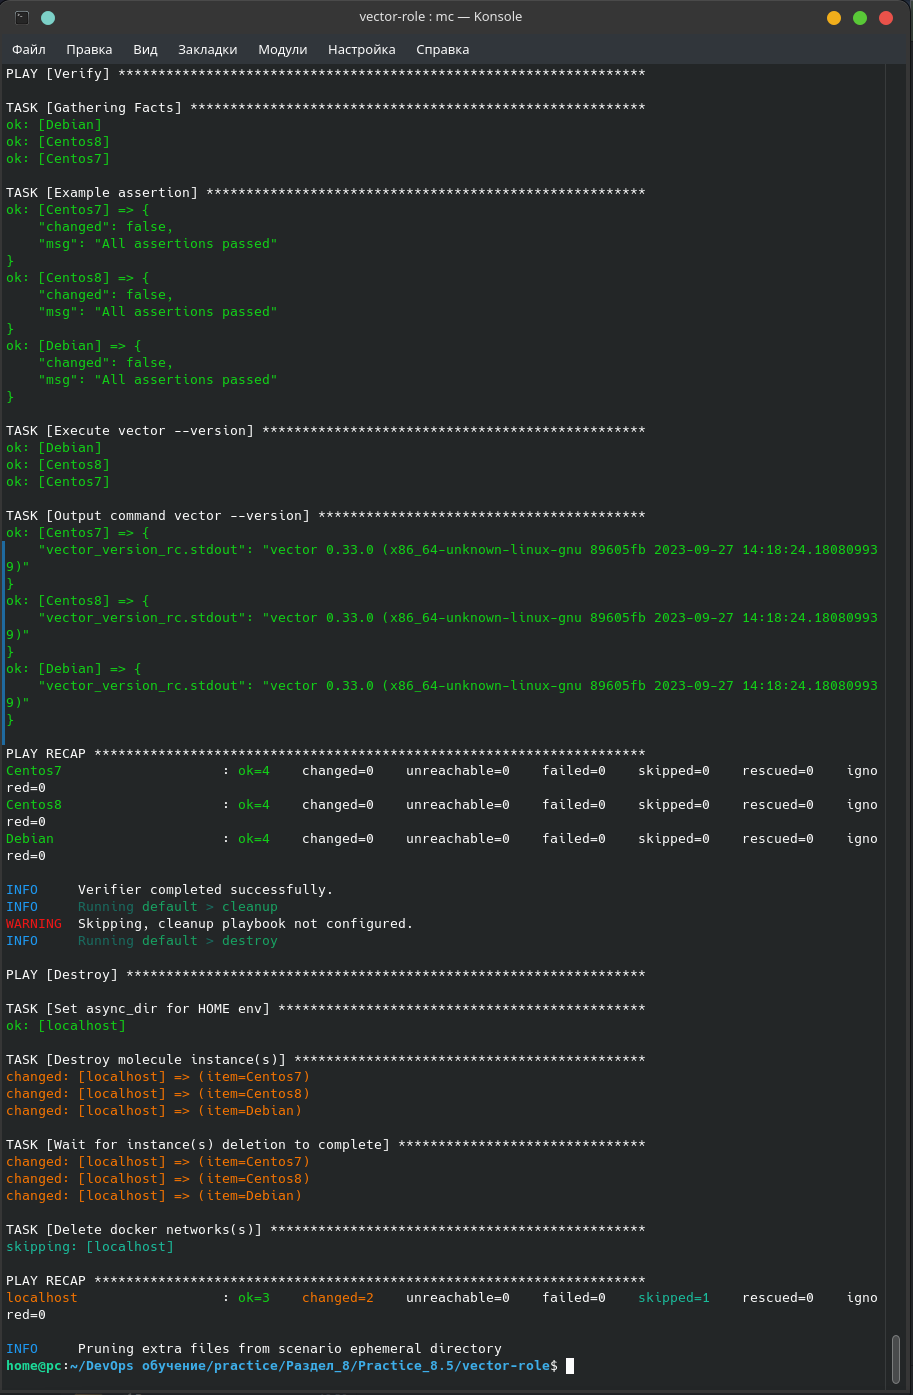 vector-role : mc — Konsole
Файл Правка Вид Закладки Модули Настройка Справка
PLAY [Verify] ******************************************************************
TASK [Gathering Facts] *********************************************************
ok: [Debian]
ok: [Centos8]
ok: [Centos7]
TASK [Example assertion] *******************************************************
ok: [Centos7] => {
    "changed": false,
    "msg": "All assertions passed"
}
ok: [Centos8] => {
    "changed": false,
    "msg": "All assertions passed"
}
ok: [Debian] => {
    "changed": false,
    "msg": "All assertions passed"
}
TASK [Execute vector --version] ************************************************
ok: [Debian]
ok: [Centos8]
ok: [Centos7]
TASK [Output command vector --version] *****************************************
ok: [Centos7] => {
    "vector_version_rc.stdout": "vector 0.33.0 (x86_64-unknown-linux-gnu 89605fb 2023-09-27 14:18:24.18080993
9)"
}
ok: [Centos8] => {
    "vector_version_rc.stdout": "vector 0.33.0 (x86_64-unknown-linux-gnu 89605fb 2023-09-27 14:18:24.18080993
9)"
}
ok: [Debian] => {
    "vector_version_rc.stdout": "vector 0.33.0 (x86_64-unknown-linux-gnu 89605fb 2023-09-27 14:18:24.18080993
9)"
}
PLAY RECAP *********************************************************************
Centos7                    : ok=4    changed=0    unreachable=0    failed=0    skipped=0    rescued=0    igno
red=0
Centos8                    : ok=4    changed=0    unreachable=0    failed=0    skipped=0    rescued=0    igno
red=0
Debian                     : ok=4    changed=0    unreachable=0    failed=0    skipped=0    rescued=0    igno
red=0
INFO     Verifier completed successfully.
INFO     Running default > cleanup
WARNING  Skipping, cleanup playbook not configured.
INFO     Running default > destroy
PLAY [Destroy] *****************************************************************
TASK [Set async_dir for HOME env] **********************************************
ok: [localhost]
TASK [Destroy molecule instance(s)] ********************************************
changed: [localhost] => (item=Centos7)
changed: [localhost] => (item=Centos8)
changed: [localhost] => (item=Debian)
TASK [Wait for instance(s) deletion to complete] *******************************
changed: [localhost] => (item=Centos7)
changed: [localhost] => (item=Centos8)
changed: [localhost] => (item=Debian)
TASK [Delete docker networks(s)] ***********************************************
skipping: [localhost]
PLAY RECAP *********************************************************************
localhost                  : ok=3    changed=2    unreachable=0    failed=0    skipped=1    rescued=0    igno
red=0
INFO     Pruning extra files from scenario ephemeral directory
home@pc:~/DevOps обучение/practice/Раздел_8/Practice_8.5/vector-role$